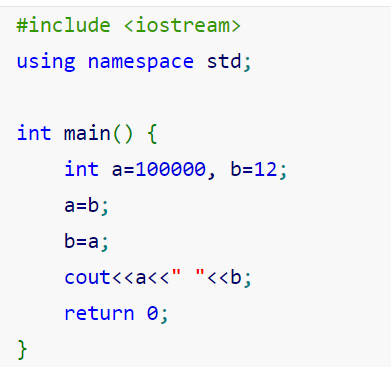 #include <iostream>
using namespace std;
int main() {
int a=100000, b=12;
a=b;
b=a;
cout<<a<<" "<<b;
return 0;
}